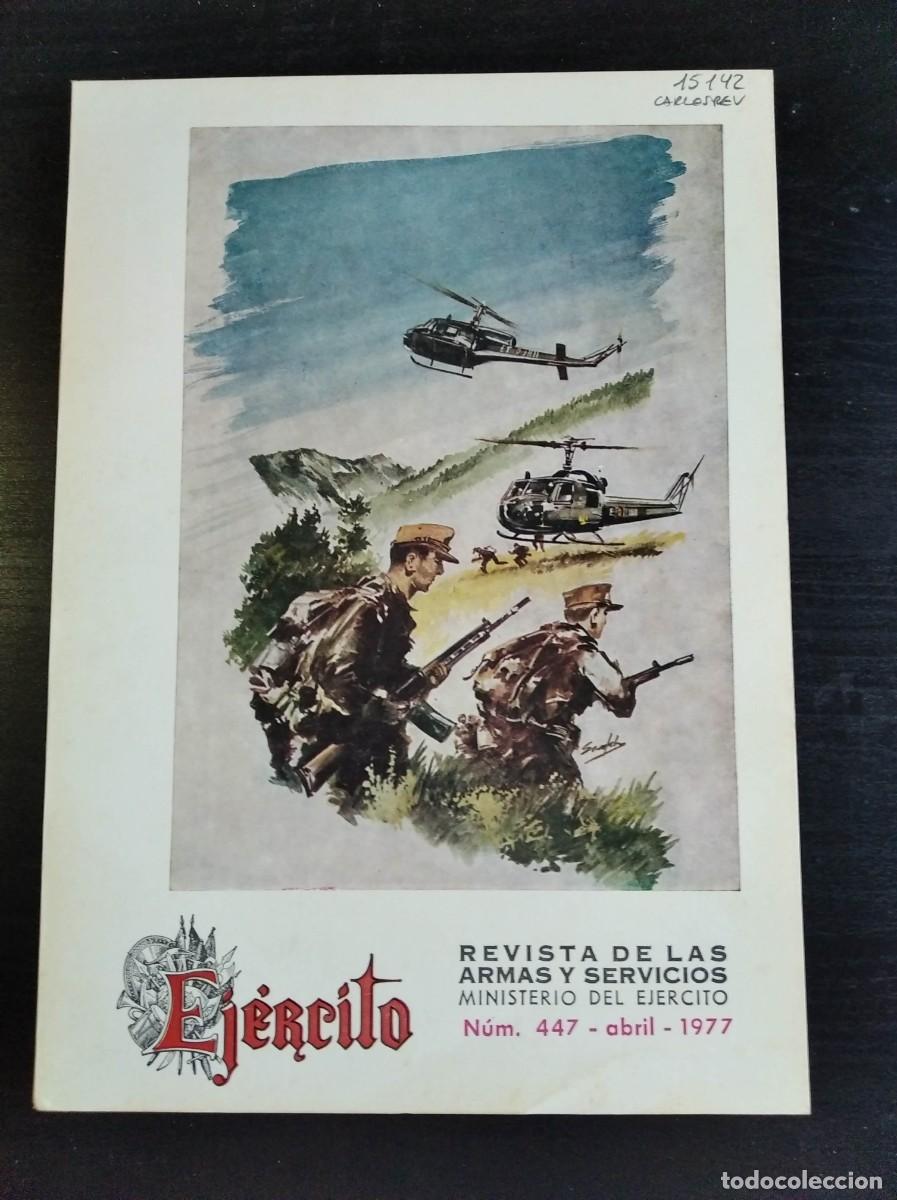 15142
CARLOSREV
Ejército
REVISTA DE LAS
ARMAS Y SERVICIOS
MINISTERIO DEL EJERCITO
Núm. 447 - abril - 1977
todocoleccion